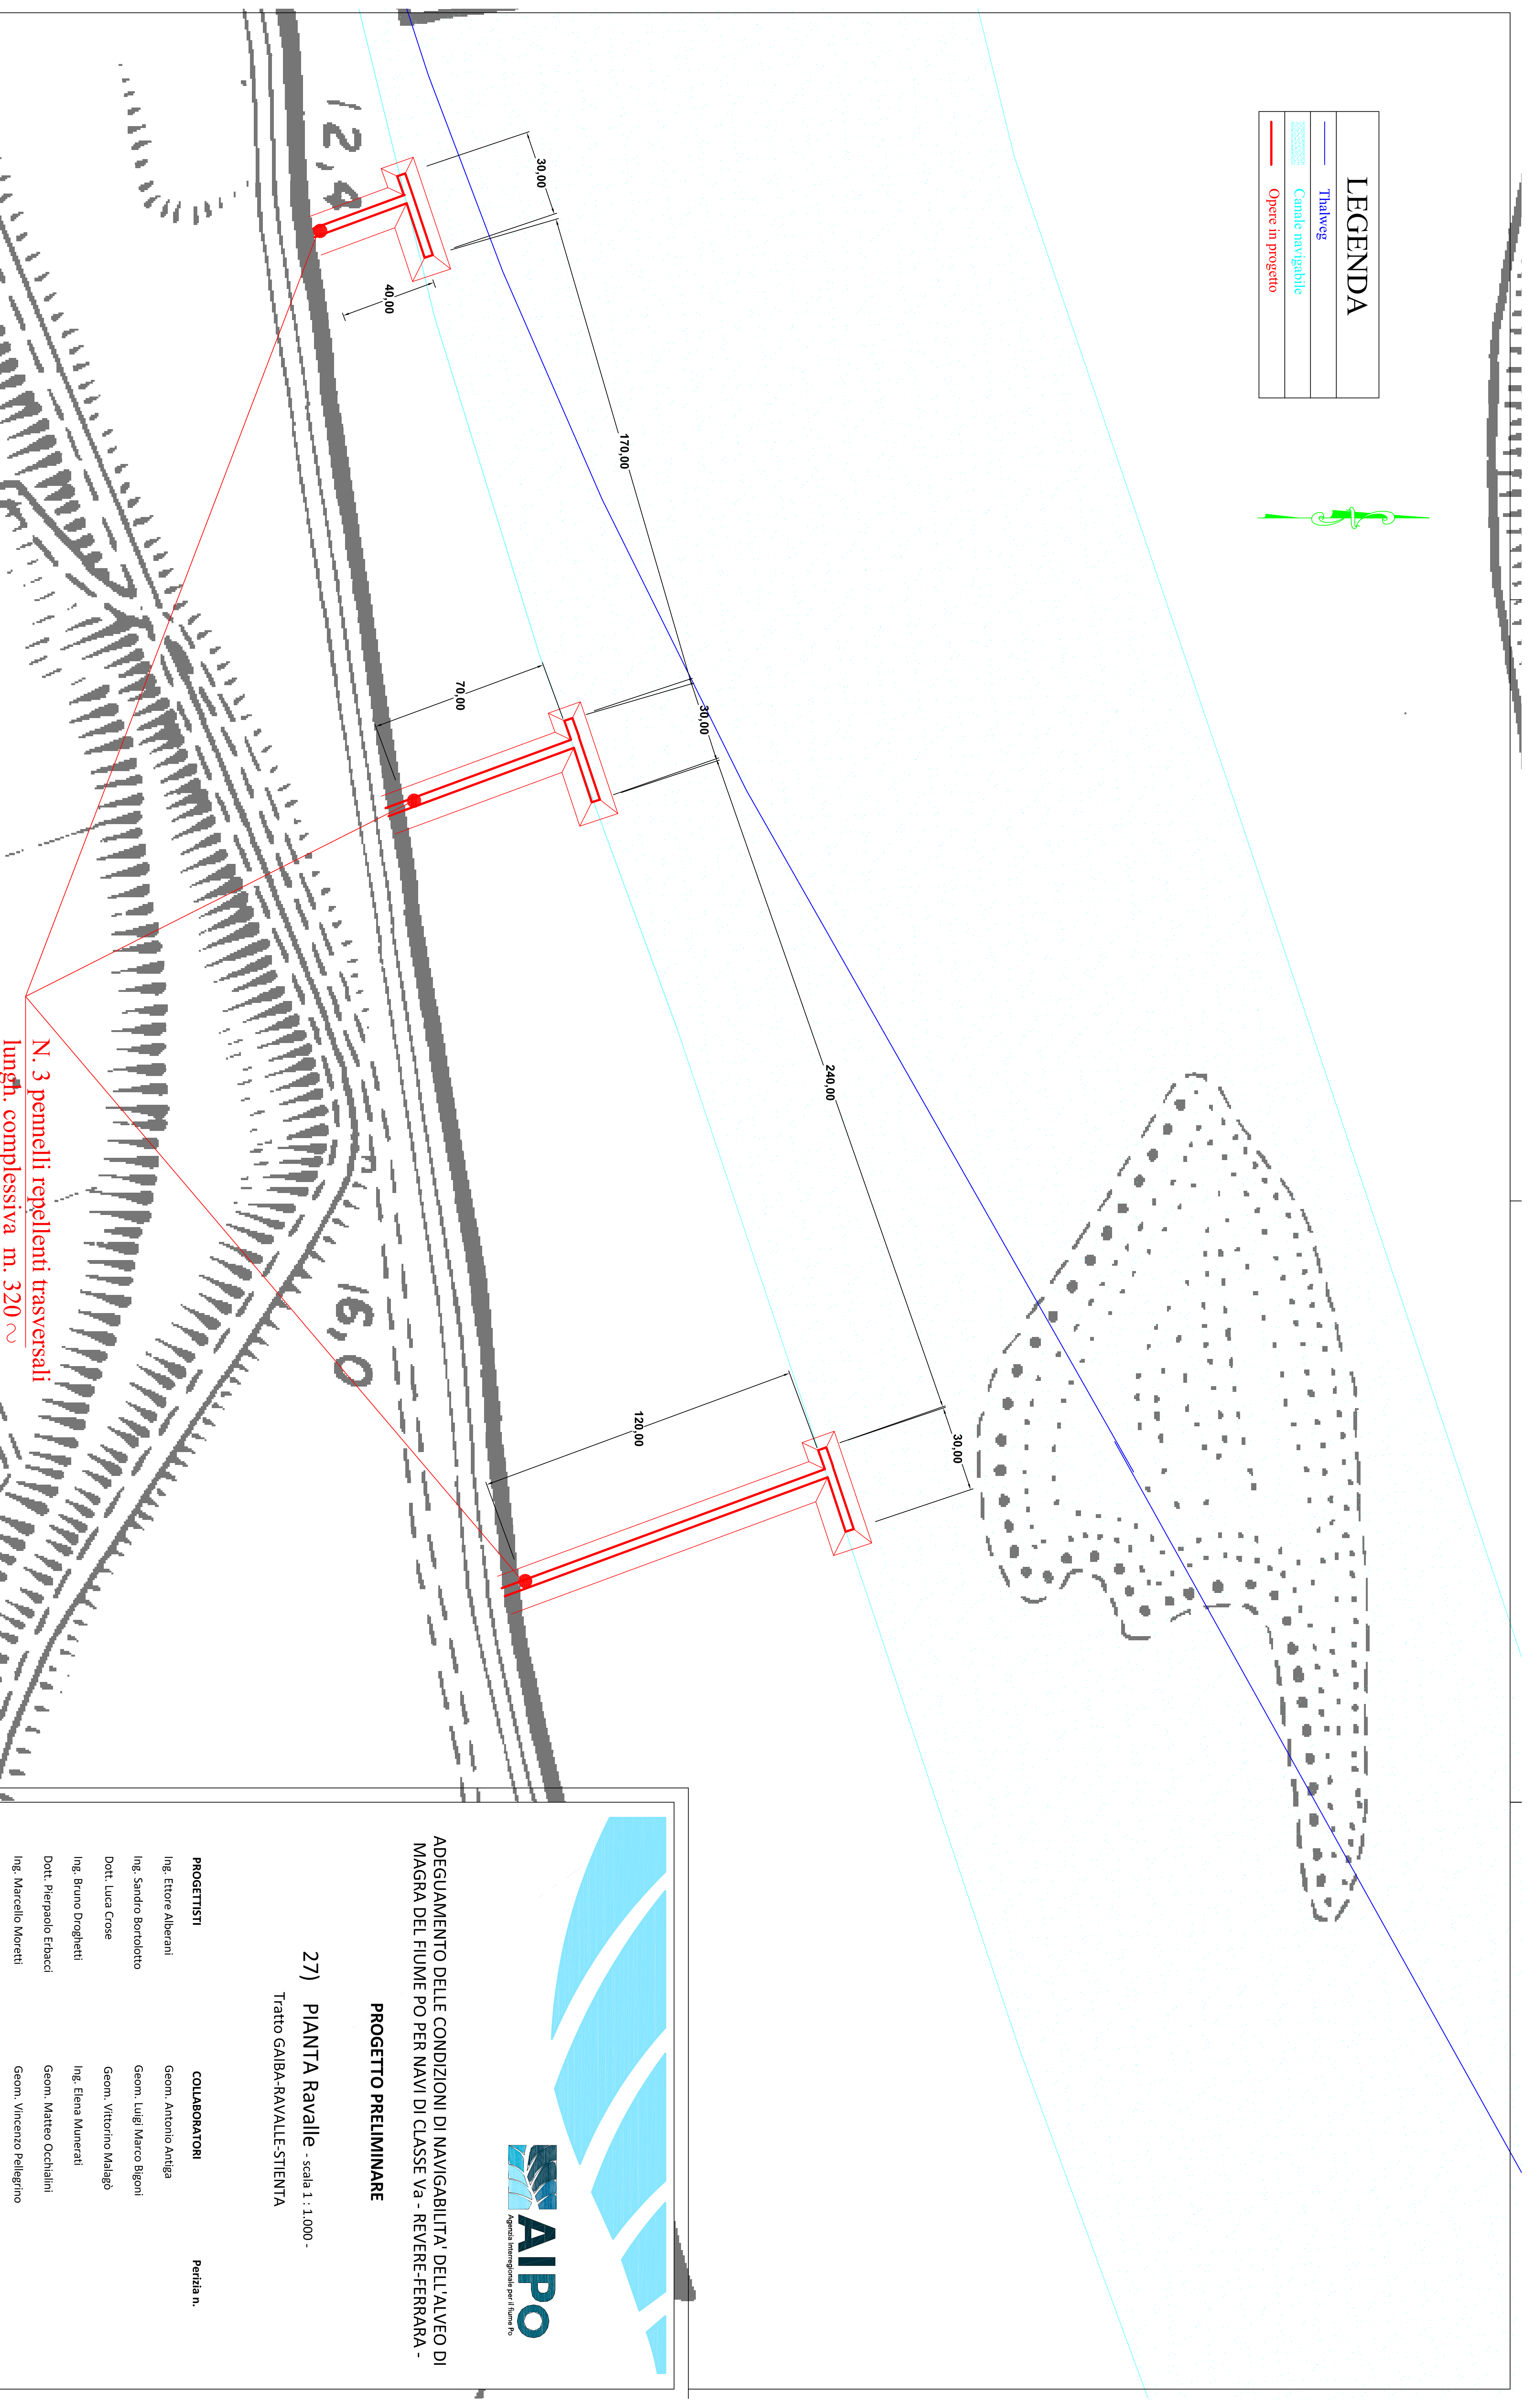 LEGENDA
Thalweg
Canale navigabile
Opere in progetto
12,4
30,00
40,00
170,00
70,00
30,00
240,00
16,0
120,00
30,00
N. 3 pennelli repellenti trasversali
lungh. complessiva m. 320 ~
AIPO
Agenzia Interregionale per il fiume Po
ADEGUAMENTO DELLE CONDIZIONI DI NAVIGABILITA' DELL'ALVEO DI
MAGRA DEL FIUME PO PER NAVI DI CLASSE Va - REVERE-FERRARA -
PROGETTO PRELIMINARE
27) PIANTA Ravalle - scala 1 : 1.000 -
Tratto GAIBA-RAVALLE-STIENTA
PROGETTISTI
Ing. Ettore Alberani
Ing. Sandro Bortolotto
Dott. Luca Crose
Ing. Bruno Droghetti
Dott. Pierpaolo Erbacci
Ing. Marcello Moretti
COLLABORATORI
Geom. Antonio Antiga
Geom. Luigi Marco Bigoni
Geom. Vittorino Malagò
Ing. Elena Munerati
Geom. Matteo Occhialini
Geom. Vincenzo Pellegrino
Perizia n.